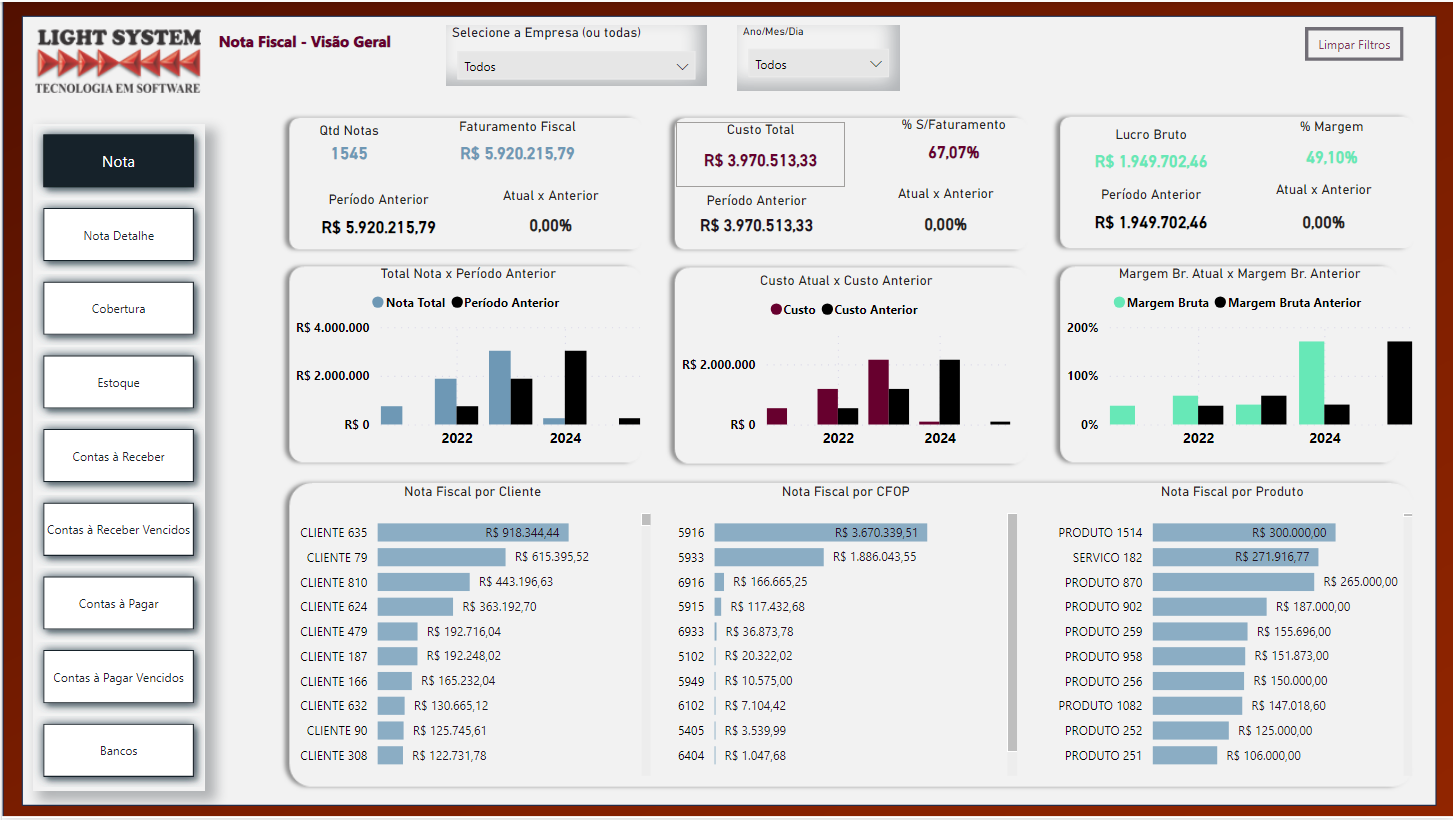 LIGHT SYSTEM
TECNOLOGIA EM SOFTWARE
Nota Fiscal - Visão Geral
Selecione a Empresa (ou todas)
Todos
Ano/Mes/Dia
Todos
Limpar Filtros
Nota
Nota Detalhe
Cobertura
Estoque
Contas à Receber
Contas à Receber Vencidos
Contas à Pagar
Contas à Pagar Vencidos
Bancos
Qtd Notas
1545
Faturamento Fiscal
R$ 5.920.215,79
Período Anterior
R$ 5.920.215,79
Atual x Anterior
0,00%
Custo Total
R$ 3.970.513,33
% S/Faturamento
67,07%
Período Anterior
R$ 3.970.513,33
Atual x Anterior
0,00%
Lucro Bruto
R$ 1.949.702,46
% Margem
49,10%
Período Anterior
R$ 1.949.702,46
Atual x Anterior
0,00%
Total Nota x Período Anterior
Nota Total Período Anterior
R$ 4.000.000
R$ 2.000.000
R$ 0
2022 2024
Custo Atual x Custo Anterior
Custo Custo Anterior
R$ 2.000.000
R$ 0
2022 2024
Margem Br. Atual x Margem Br. Anterior
Margem Bruta Margem Bruta Anterior
200%
100%
0%
2022 2024
Nota Fiscal por Cliente
CLIENTE 635 R$ 918.344,44
CLIENTE 79 R$ 615.395,52
CLIENTE 810 R$ 443.196,63
CLIENTE 624 R$ 363.192,70
CLIENTE 479 R$ 192.716,04
CLIENTE 187 R$ 192.248,02
CLIENTE 166 R$ 165.232,04
CLIENTE 632 R$ 130.665,12
CLIENTE 90 R$ 125.745,61
CLIENTE 308 R$ 122.731,78
Nota Fiscal por CFOP
5916 R$ 3.670.339,51
5933 R$ 1.886.043,55
6916 R$ 166.665,25
5915 R$ 117.432,68
6933 R$ 36.873,78
5102 R$ 20.322,02
5949 R$ 10.575,00
6102 R$ 7.104,42
5405 R$ 3.539,99
6404 R$ 1.047,68
Nota Fiscal por Produto
PRODUTO 1514 R$ 300.000,00
SERVICO 182 R$ 271.916,77
PRODUTO 870 R$ 265.000,00
PRODUTO 902 R$ 187.000,00
PRODUTO 259 R$ 155.696,00
PRODUTO 958 R$ 151.873,00
PRODUTO 256 R$ 150.000,00
PRODUTO 1082 R$ 147.018,60
PRODUTO 252 R$ 125.000,00
PRODUTO 251 R$ 106.000,00